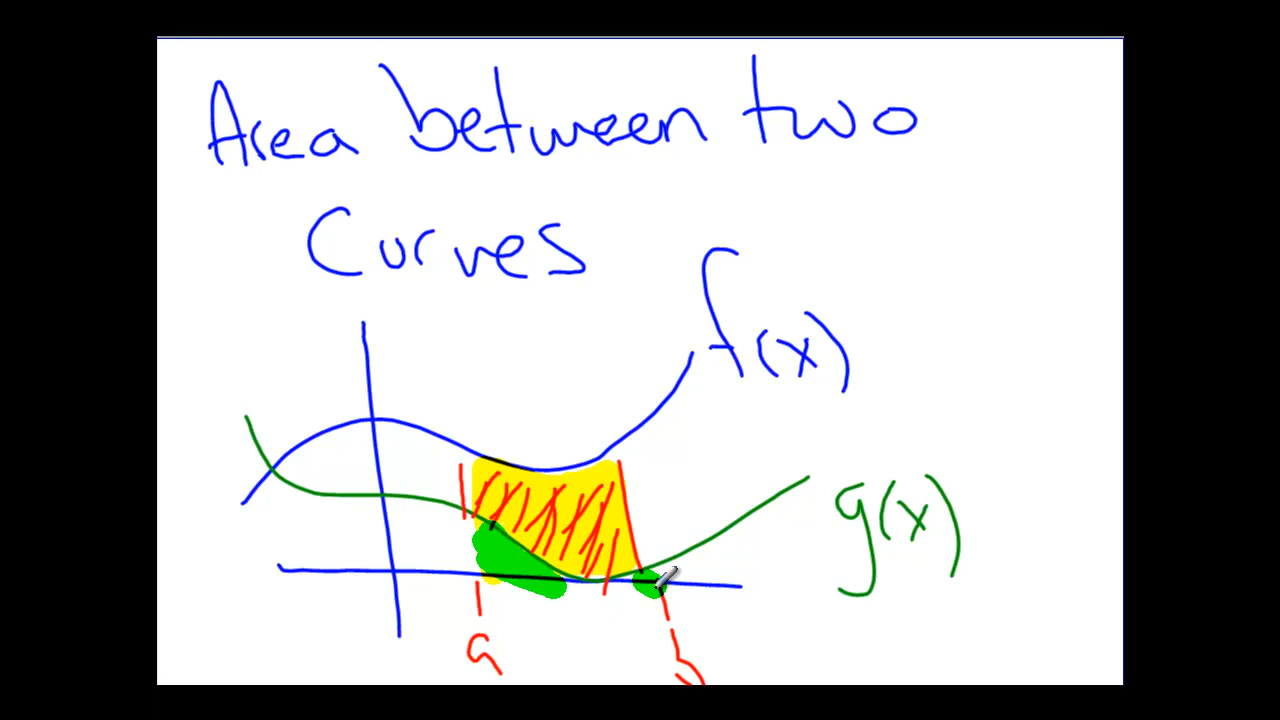 Area between two
Curves
f(x)
g(x)
a
b